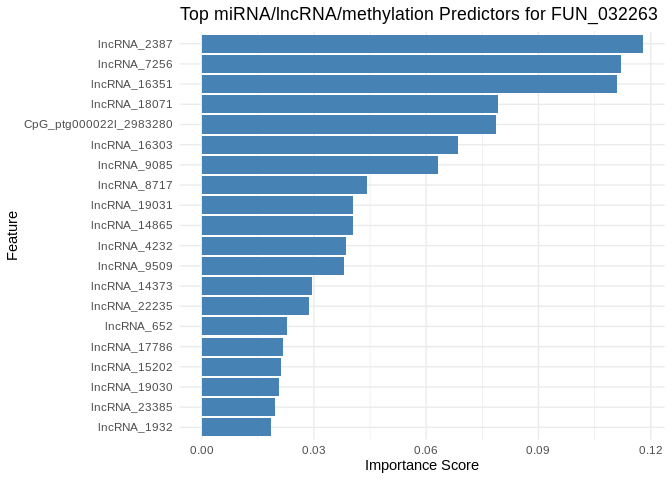 Top miRNA/lncRNA/methylation Predictors for FUN_032263
lncRNA_2387
lncRNA_7256
lncRNA_16351
lncRNA_18071
CpG_ptg000022l_2983280
lncRNA_16303
lncRNA_9085
lncRNA_8717
lncRNA_19031
lncRNA_14865
lncRNA_4232
lncRNA_9509
lncRNA_14373
lncRNA_22235
lncRNA_652
lncRNA_17786
lncRNA_15202
lncRNA_19030
lncRNA_23385
lncRNA_1932
Feature
0.00 0.03 0.06 0.09 0.12
Importance Score